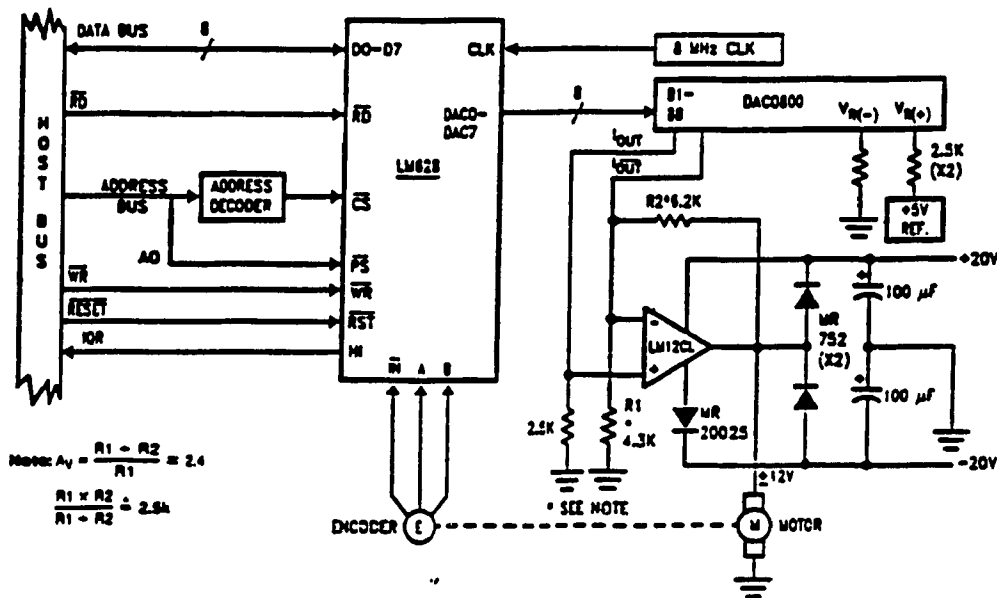 DATA BUS
8
D0-D7
CLK
8 MHz CLK
RD
RD
DAC0-
DAC7
8
B1-
B8
DAC0800
VR(-)
VR(+)
HOST BUS
LM628
IOUT
IOUT
2.5K
(X2)
ADDRESS
BUS
ADDRESS
DECODER
CS
+5V
REF.
R2*6.2K
A0
PS
WR
WR
RESET
RST
IOR
HI
+20V
100 µF
MR
752
(X2)
-
LM12CL
+
IN
A
B
100 µF
2.5K
R1
*
4.3K
MR
20025
-20V
±12V
Note: AV = R1 + R2 / R1 = 2.4
R1 × R2 / R1 + R2 = 2.5k
* SEE NOTE
ENCODER
E
M
MOTOR